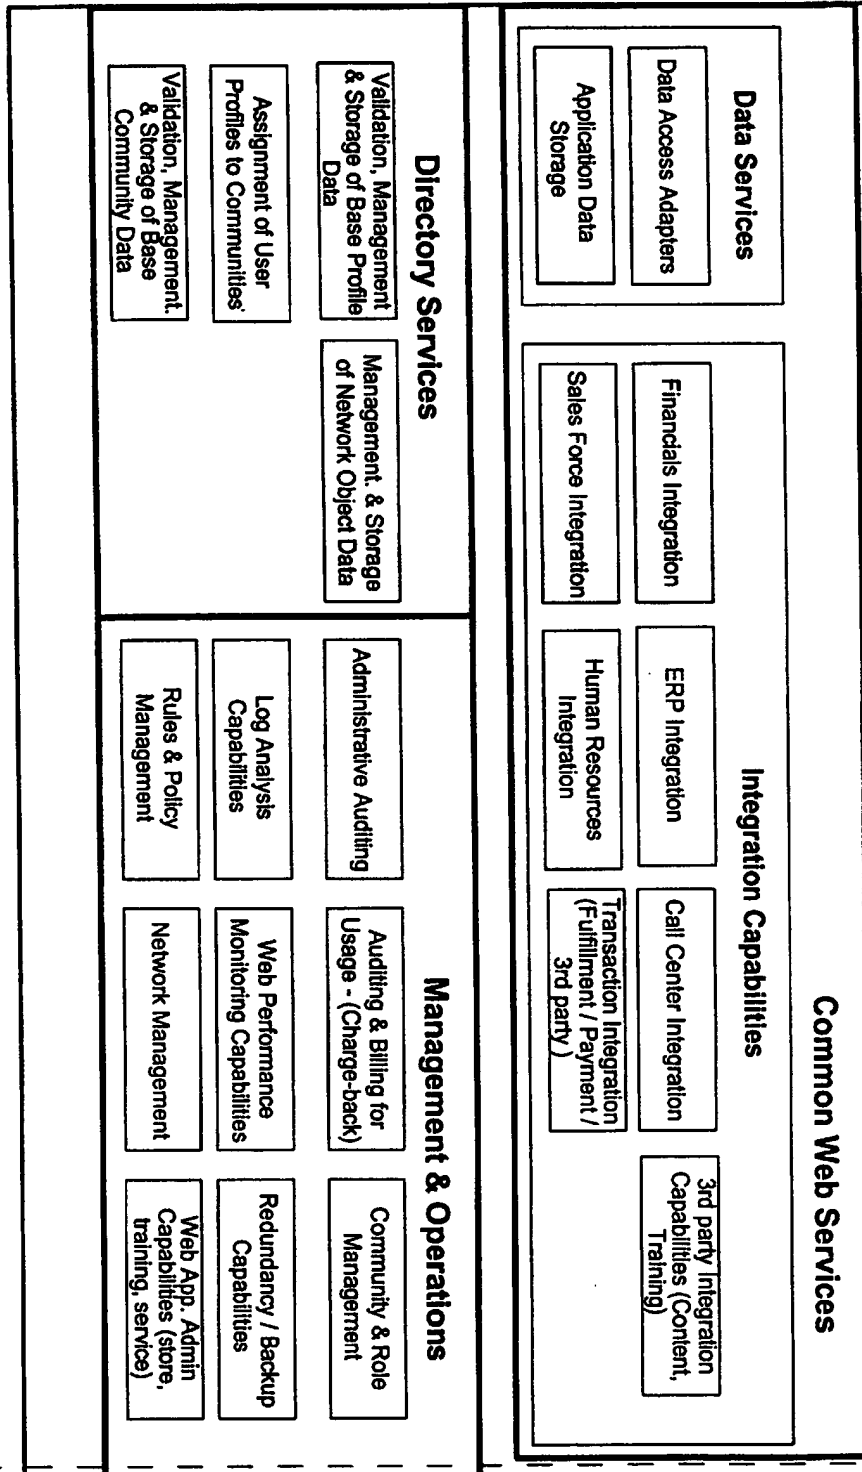 Common Web Services
Data Services
Data Access Adapters
Application Data
Storage
Integration Capabilities
Financials Integration
ERP Integration
Call Center Integration
3rd party Integration
Capabilities (Content,
Training)
Sales Force Integration
Human Resources
Integration
Transaction Integration
(Fulfillment / Payment /
3rd party )
Directory Services
Validation, Management
& Storage of Base Profile
Data
Management. & Storage
of Network Object Data
Assignment of User
Profiles to Communities'
Validation, Management.
& Storage of Base
Community Data
Management & Operations
Administrative Auditing
Auditing & Billing for
Usage - (Charge-back)
Community & Role
Management
Log Analysis
Capabilities
Web Performance
Monitoring Capabilities
Redundancy / Backup
Capabilities
Rules & Policy
Management
Network Management
Web App. Admin
Capabilities (store,
training, service)